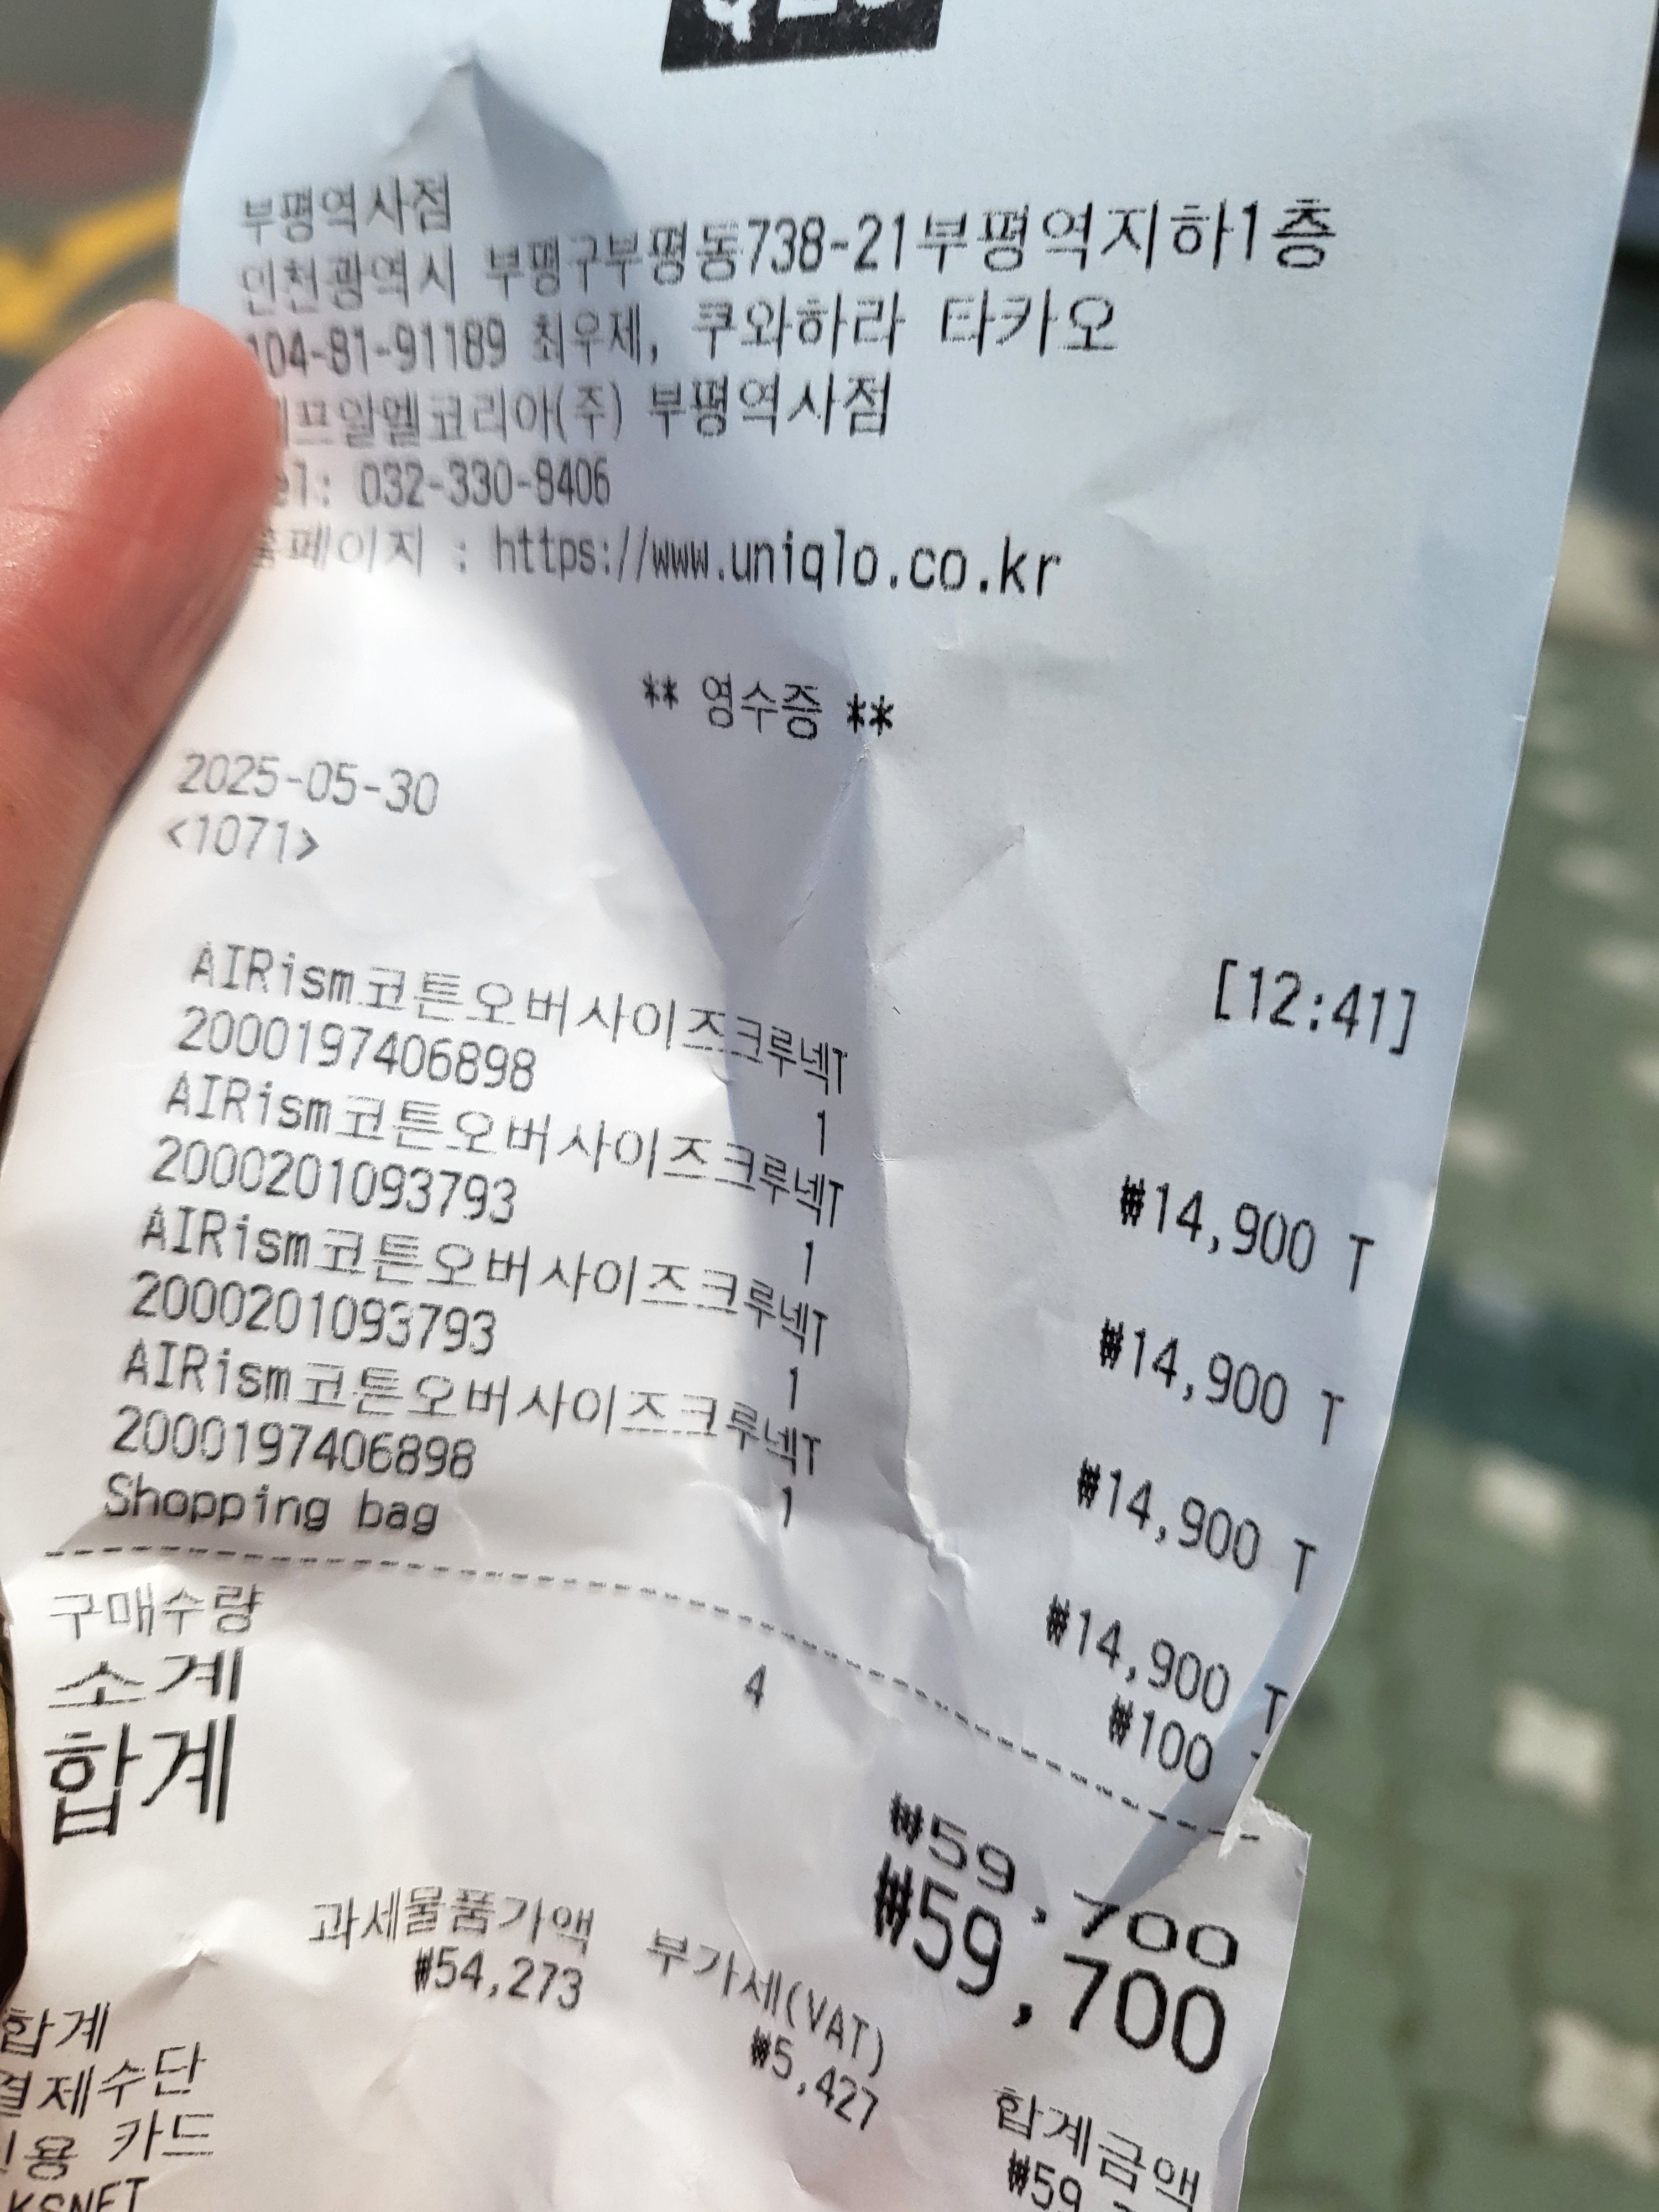 부평역사점
인천광역시 부평구부평동738-21부평역지하1층
104-81-91189 최우제, 쿠와하라 타카오
프알엘코리아(주) 부평역사점
el: 032-330-8406
홈페이지 : https://www.uniqlo.co.kr
** 영수증 **
2025-05-30
<1071>
[12:41]
AIRism코튼오버사이즈크루넥T
2000197406898 1 ₩14,900 T
AIRism코튼오버사이즈크루넥T
2000201093793 1 ₩14,900 T
AIRism코튼오버사이즈크루넥T
2000201093793 1 ₩14,900 T
AIRism코튼오버사이즈크루넥T
2000197406898 1 ₩14,900 T
Shopping bag ₩100
구매수량 4
소계 ₩59,700
합계 ₩59,700
과세물품가액 부가세(VAT) 합계금액
₩54,273 ₩5,427 ₩59
합계
결제수단
용 카드
KSNET